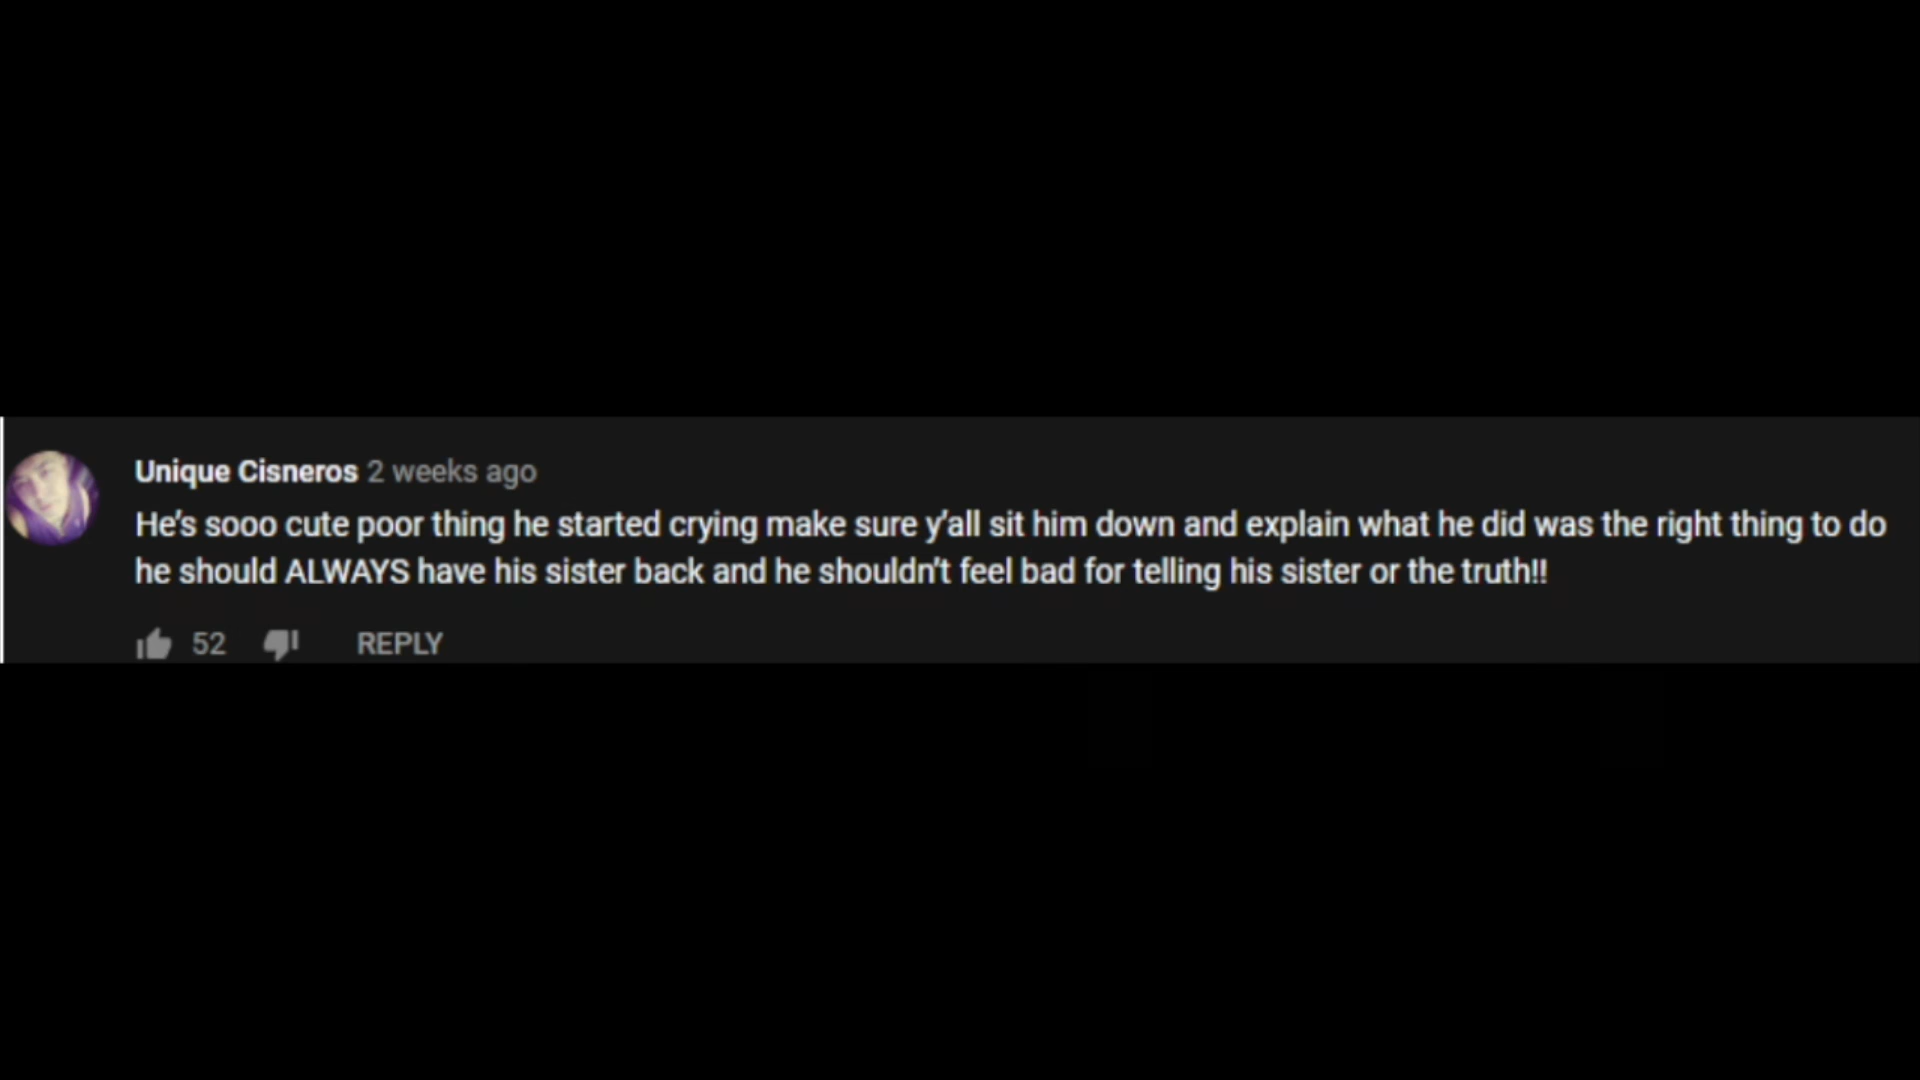 Unique Cisneros 2 weeks ago
He's sooo cute poor thing he started crying make sure y'all sit him down and explain what he did was the right thing to do
he should ALWAYS have his sister back and he shouldn't feel bad for telling his sister or the truth!!
52 REPLY